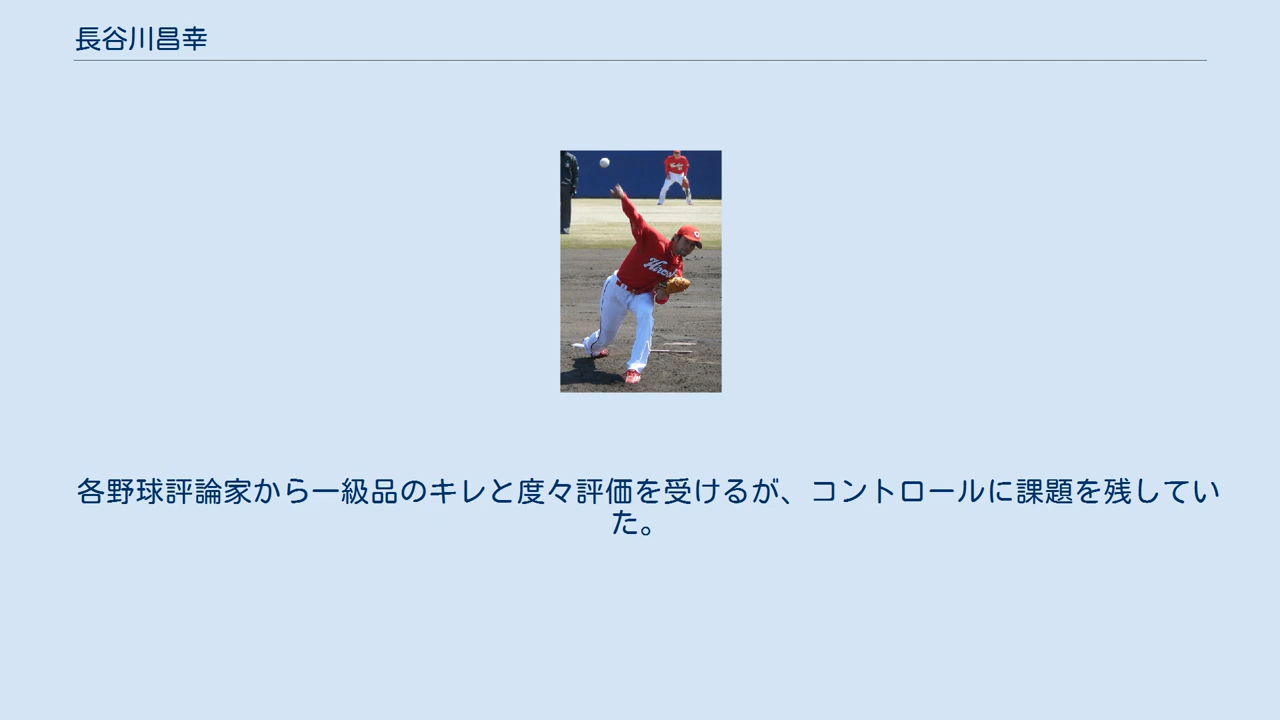 長谷川昌幸
各野球評論家から一級品のキレと度々評価を受けるが、コントロールに課題を残してい
た。